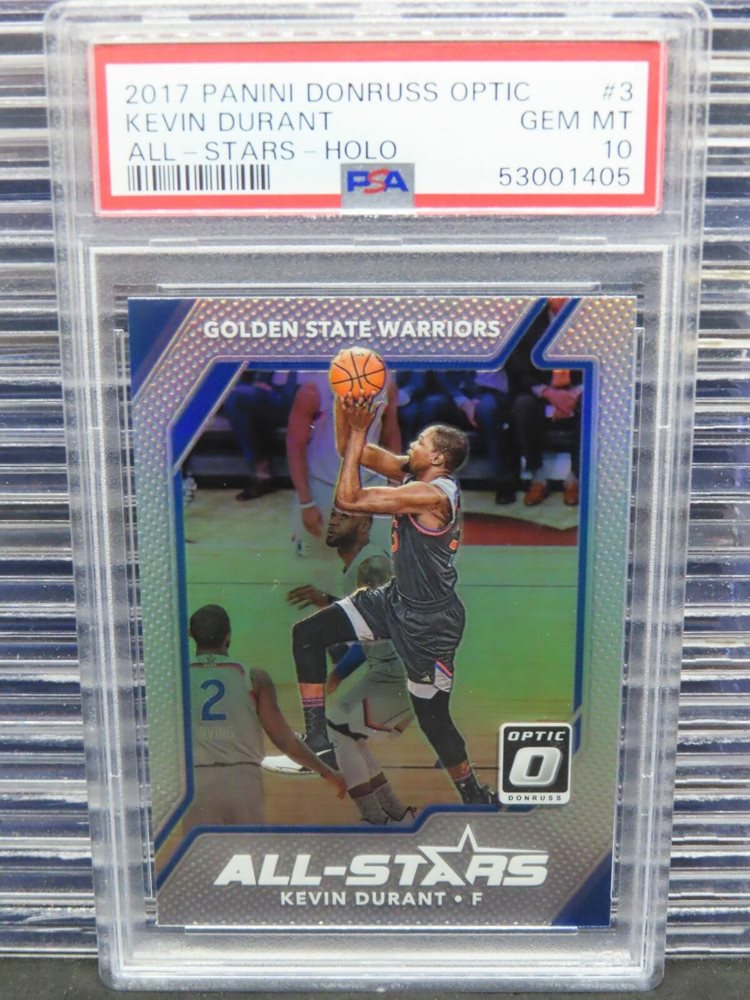 2017 PANINI DONRUSS OPTIC #3
KEVIN DURANT GEM MT
ALL-STARS-HOLO 10
PSA 53001405
GOLDEN STATE WARRIORS
2
IRVING
OPTIC
DONRUSS
ALL-STARS
KEVIN DURANT • F